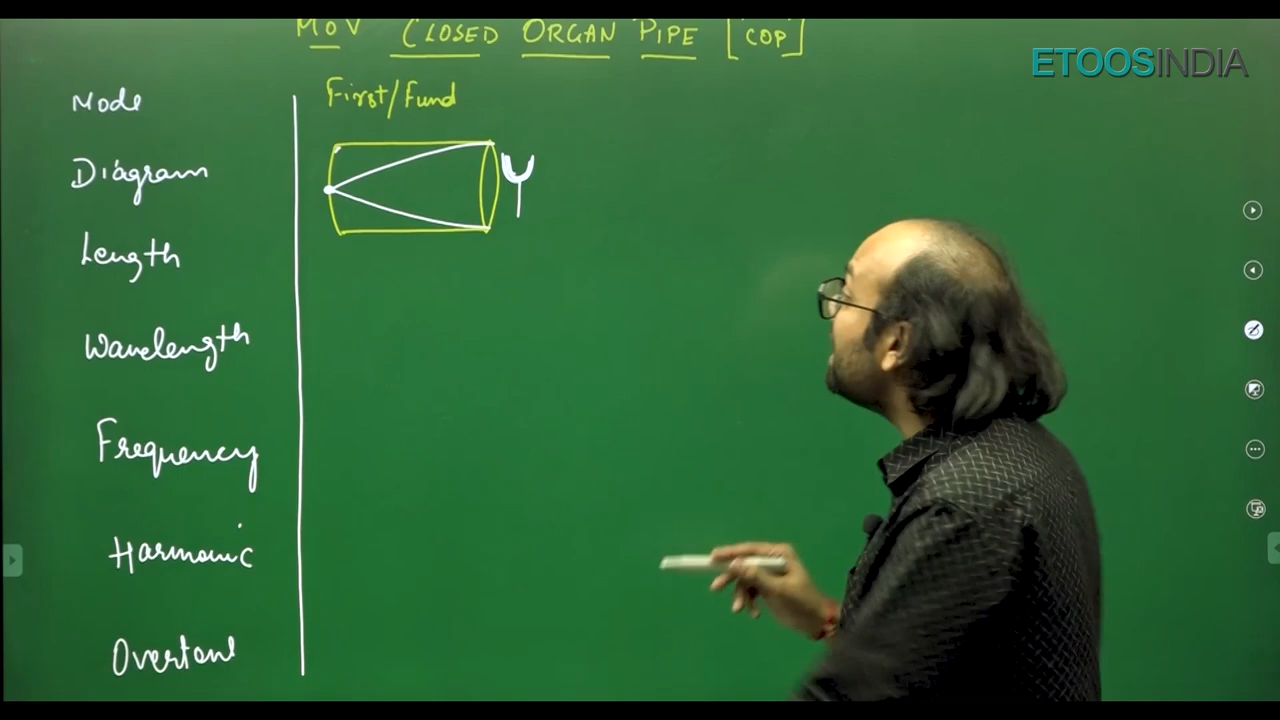 MOV CLOSED ORGAN PIPE [COP]
ETOOSINDIA
Mode
First/Fund
Diagram
Length
Wavelength
Frequency
Harmonic
Overtone